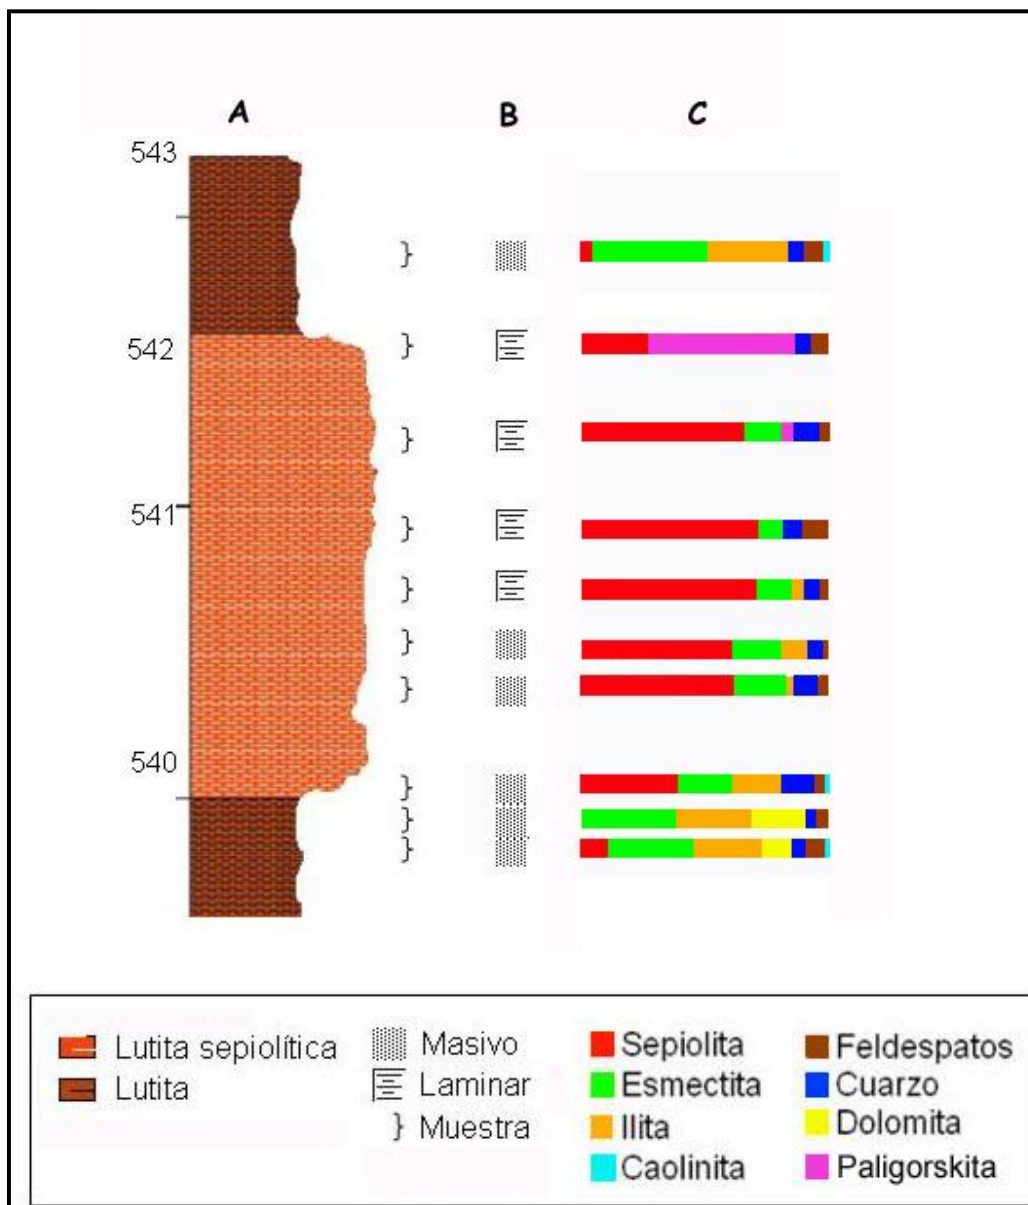 A B C
543
542
541
540
Lutita sepiolítica
Lutita
Masivo
Laminar
} Muestra
Sepiolita
Esmectita
Ilita
Caolinita
Feldespatos
Cuarzo
Dolomita
Paligorskita